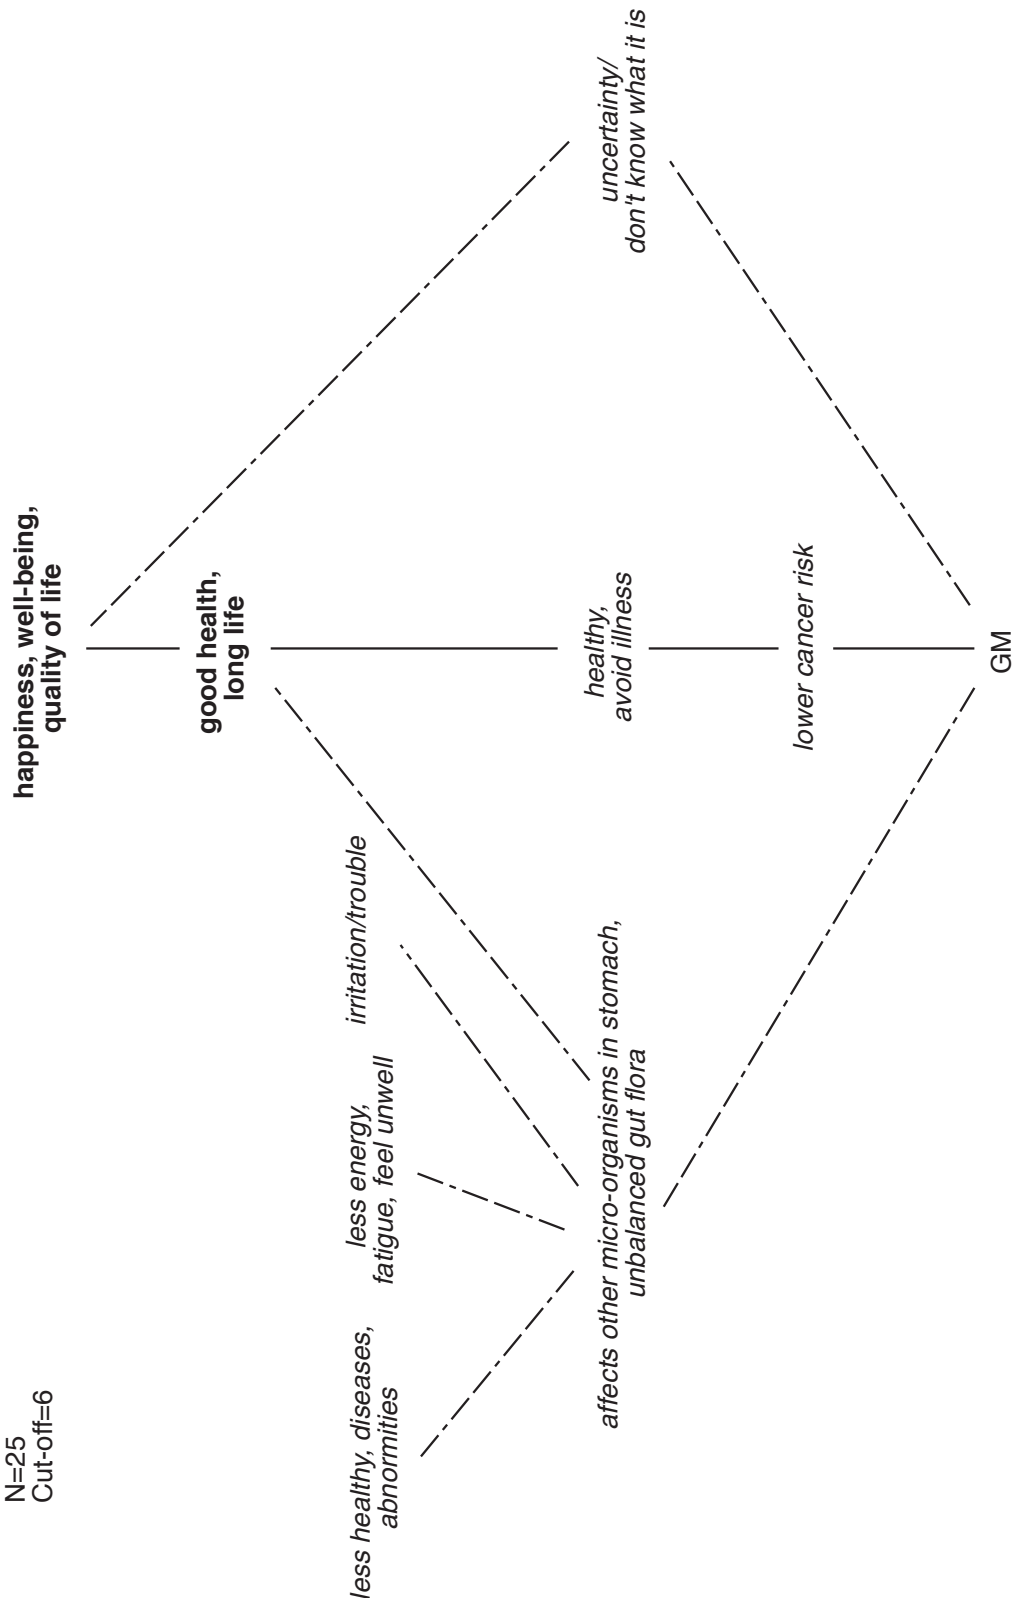 N=25
Cut-off=6
happiness, well-being,
quality of life
good health,
long life
less healthy, diseases,
abnormities
less energy,
fatigue, feel unwell
irritation/trouble
affects other micro-organisms in stomach,
unbalanced gut flora
healthy,
avoid illness
uncertainty/
don't know what it is
lower cancer risk
GM